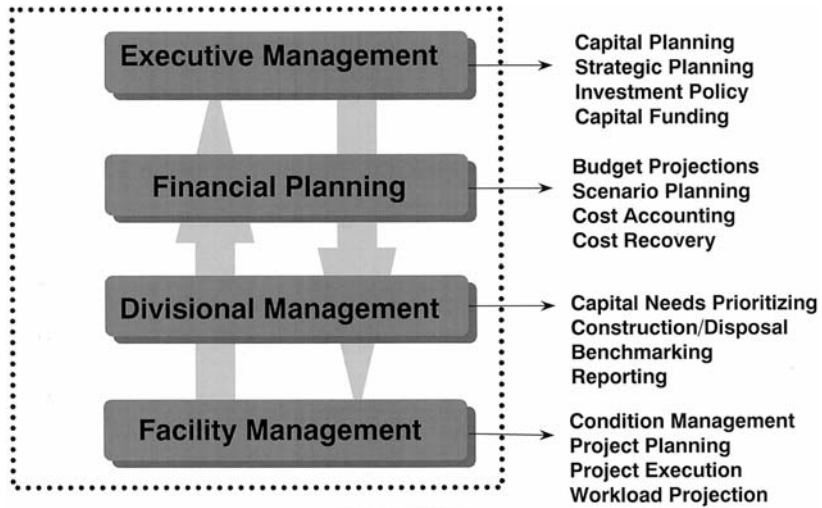 Executive Management
Capital Planning
Strategic Planning
Investment Policy
Capital Funding
Financial Planning
Budget Projections
Scenario Planning
Cost Accounting
Cost Recovery
Divisional Management
Capital Needs Prioritizing
Construction/Disposal
Benchmarking
Reporting
Facility Management
Condition Management
Project Planning
Project Execution
Workload Projection